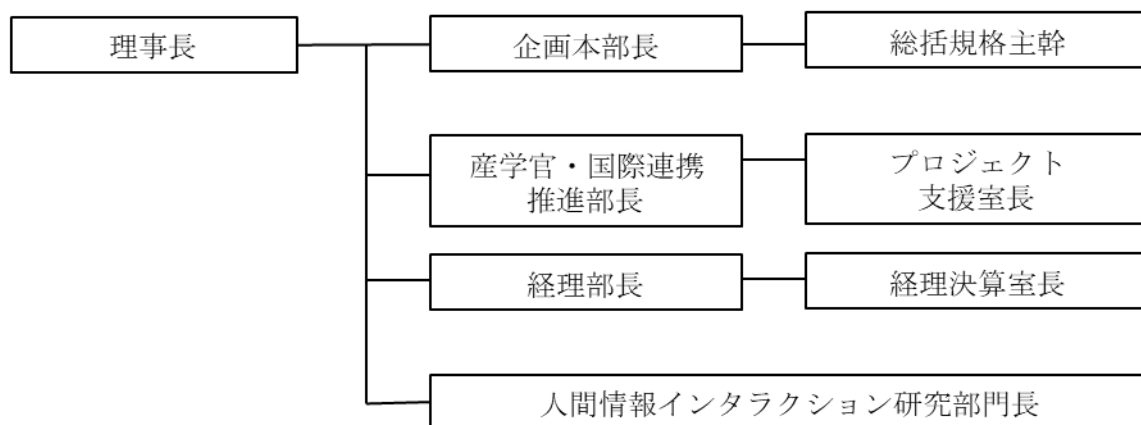 理事長
企画本部長
総括規格主幹
産学官・国際連携
推進部長
プロジェクト
支援室長
経理部長
経理決算室長
人間情報インタラクション研究部門長